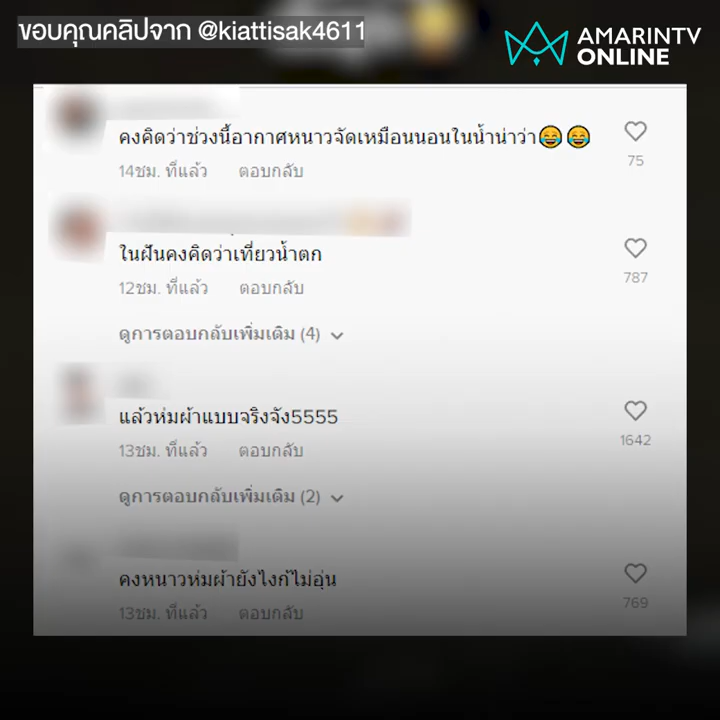 ขอบคุณคลิปจาก @kiattisak4611
AMARINTV
ONLINE
คงคิดว่าช่วงนี้อากาศหนาวจัดเหมือนนอนในน้ำน่าว่า😂😂
75
14ชม. ที่แล้ว ตอบกลับ
ในฝันคงคิดว่าเที่ยวน้ำตก
787
12ชม. ที่แล้ว ตอบกลับ
ดูการตอบกลับเพิ่มเติม (4)
แล้วห่มผ้าแบบจริงจัง5555
1642
13ชม. ที่แล้ว ตอบกลับ
ดูการตอบกลับเพิ่มเติม (2)
คงหนาวห่มผ้ายังไงก้ไม่อุ่น
769
13ชม. ที่แล้ว ตอบกลับ